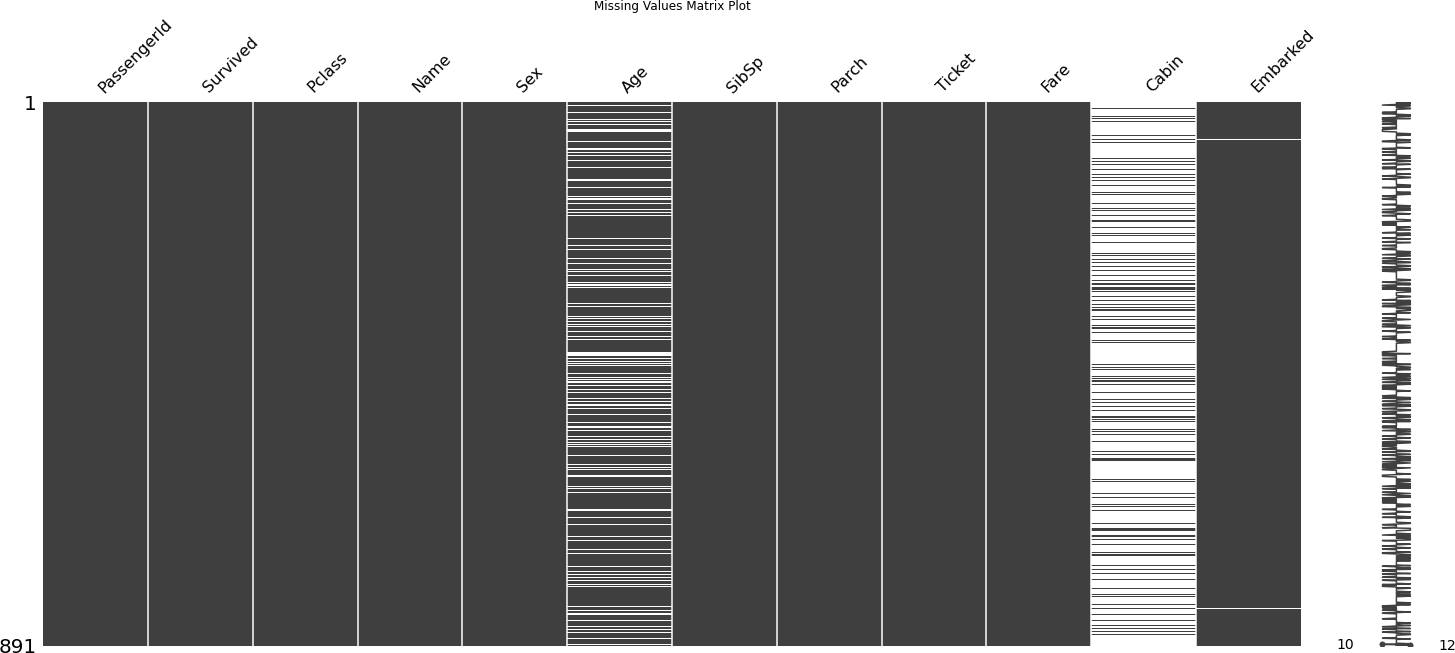 Missing Values Matrix Plot
PassengerId Survived Pclass Name Sex Age SibSp Parch Ticket Fare Cabin Embarked
1
891
10 12